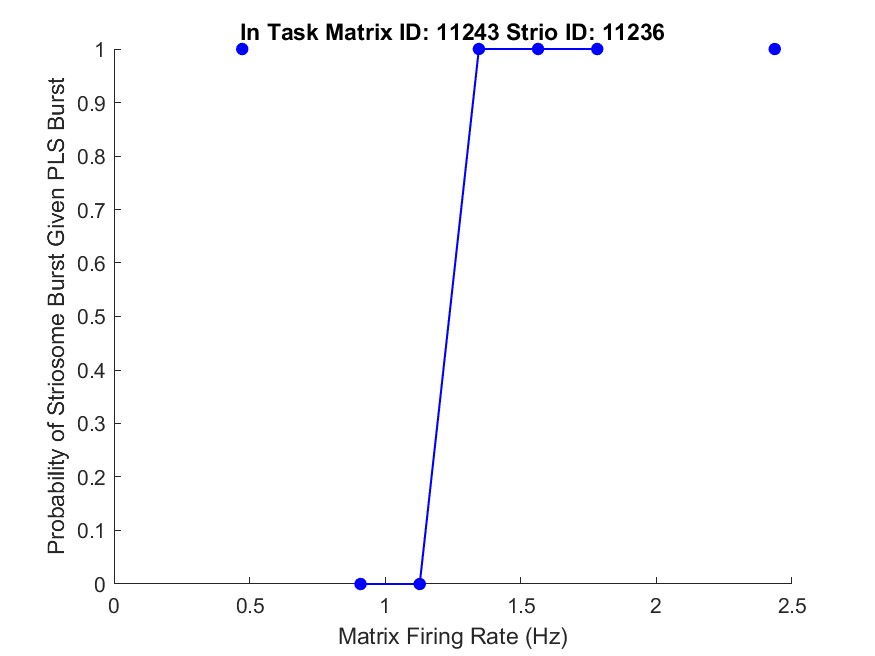 In Task Matrix ID: 11243 Strio ID: 11236
Probability of Striosome Burst Given PLS Burst
1
0.9
0.8
0.7
0.6
0.5
0.4
0.3
0.2
0.1
0
0 0.5 1 1.5 2 2.5
Matrix Firing Rate (Hz)